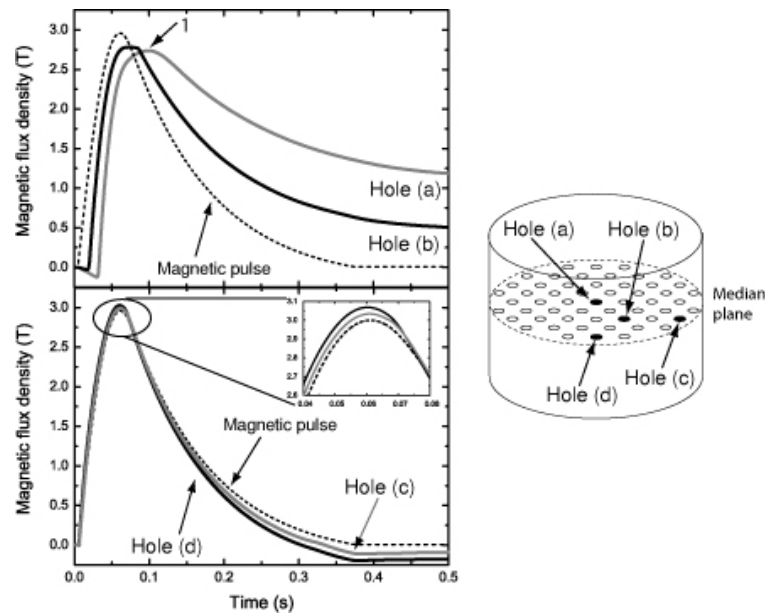 1
Magnetic flux density (T)
3.0
2.5
2.0
1.5
1.0
0.5
0.0
Hole (a)
Hole (b)
Magnetic pulse
Magnetic flux density (T)
3.0
2.5
2.0
1.5
1.0
0.5
0.0
3.1
3.0
2.9
2.8
2.7
2.6
2.6
0.04 0.05 0.06 0.07 0.08
Magnetic pulse
Hole (c)
Hole (d)
0.0 0.1 0.2 0.3 0.4 0.5
Time (s)
Hole (a)
Hole (b)
Median
plane
Hole (c)
Hole (d)